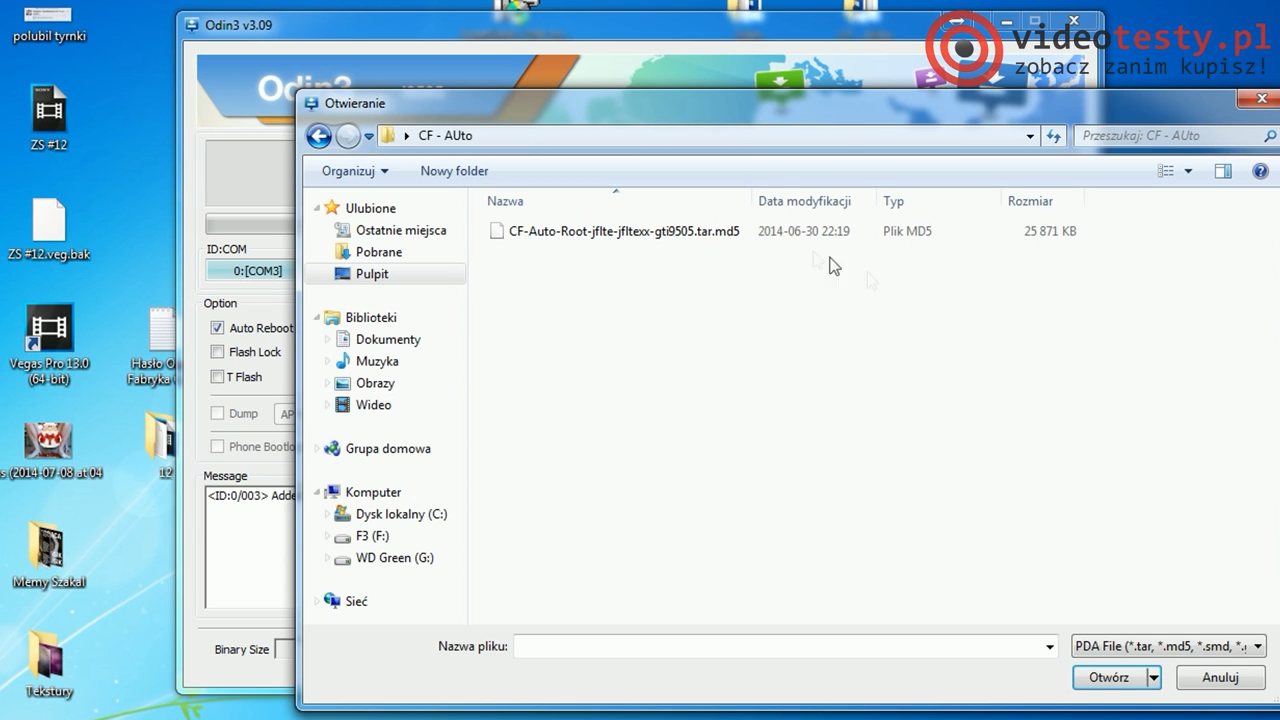 polubil tyrnki
Odin3 v3.09
videotesty.pl
zobacz zanim kupisz!
Odin3
Otwieranie
CF - AUto
Przeszukaj: CF - AUto
Organizuj
Nowy folder
Nazwa
Data modyfikacji
Typ
Rozmiar
CF-Auto-Root-jflte-jfltexx-gti9505.tar.md5
2014-06-30 22:19
Plik MD5
25 871 KB
Ulubione
Ostatnie miejsca
Pobrane
Pulpit
Biblioteki
Dokumenty
Muzyka
Obrazy
Wideo
Grupa domowa
Komputer
Dysk lokalny (C:)
F3 (F:)
WD Green (G:)
Sieć
Nazwa pliku:
PDA File (*.tar, *.md5, *.smd, *.
Otwórz
Anuluj
ID:COM
0:[COM3]
Option
Auto Reboot
Flash Lock
T Flash
Dump
AP
Phone Bootlo
Message
<ID:0/003> Adde
Binary Size
SONY
ZS #12
ZS #12.veg.bak
Vegas Pro 13.0
(64-bit)
Hasło O
Fabryka
s (2014-07-08 at 04
12
Memy Szakal
Tekstury